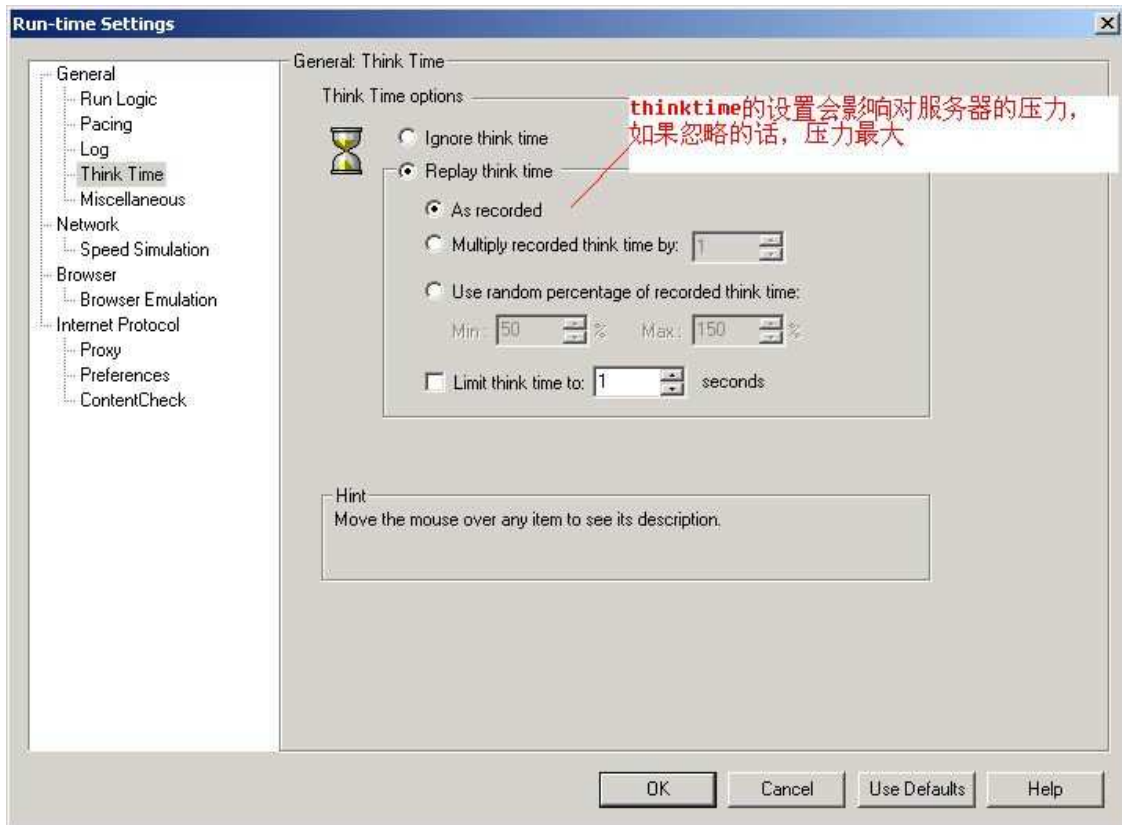 Run-time Settings
General
Run Logic
Pacing
Log
Think Time
Miscellaneous
Network
Speed Simulation
Browser
Browser Emulation
Internet Protocol
Proxy
Preferences
ContentCheck
General: Think Time
Think Time options
thinktime的设置会影响对服务器的压力，
如果忽略的话，压力最大
Ignore think time
Replay think time
As recorded
Multiply recorded think time by: 1
Use random percentage of recorded think time:
Min: 50 % Max: 150 %
Limit think time to: 1 seconds
Hint
Move the mouse over any item to see its description.
OK Cancel Use Defaults Help